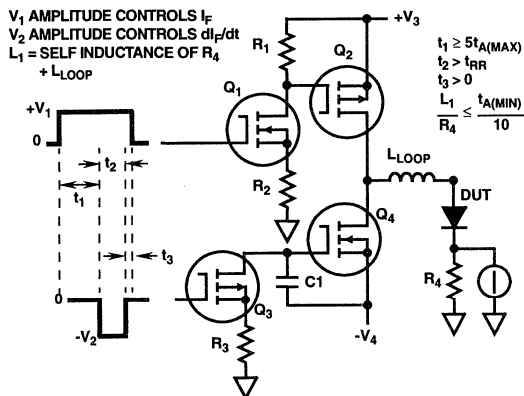 V1 AMPLITUDE CONTROLS IF
V2 AMPLITUDE CONTROLS dIF/dt
L1 = SELF INDUCTANCE OF R4
+ LLOOP
+V1
0
t2
t1
t3
0
-V2
R1
Q1
R2
Q2
+V3
Q4
Q3
R3
C1
-V4
LLOOP
DUT
R4
t1 ≥ 5tA(MAX)
t2 > tRR
t3 > 0
L1/R4 ≤ tA(MIN)/10